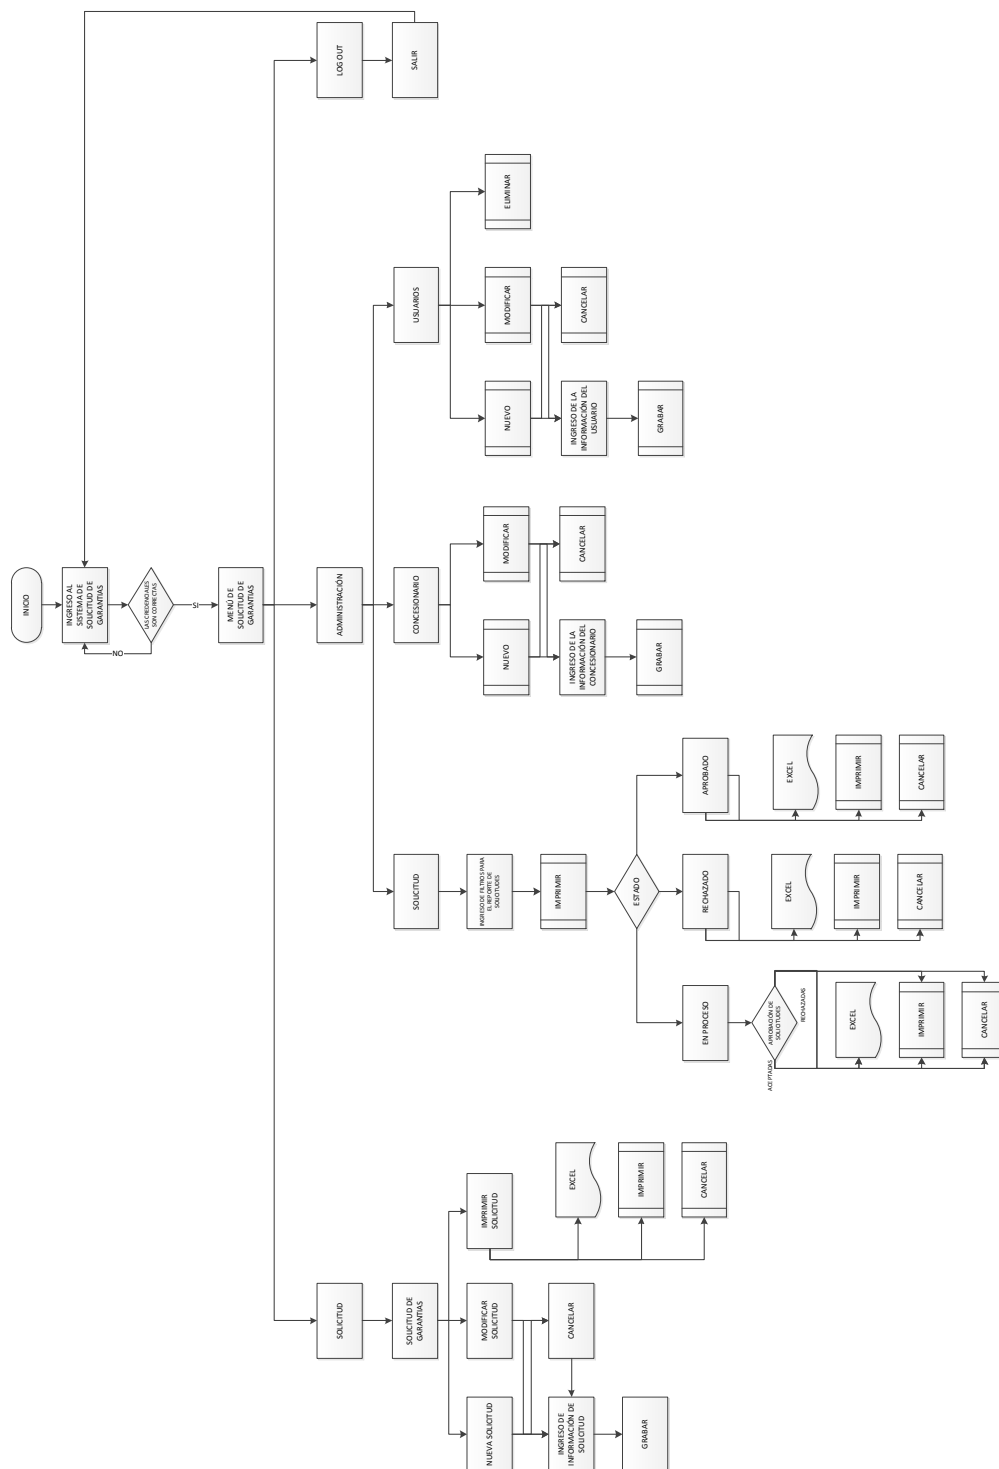 INICIO
INGRESO AL
SISTEMA DE
SOLICITUD DE
GARANTIAS
LAS CREDENCIALES
SON CORRECTAS
NO
SI
MENÚ DE
SOLICITUD DE
GARANTIAS
SOLICITUD
ADMINISTRACIÓN
LOG OUT
SALIR
SOLICITUD DE
GARANTIAS
NUEVA SOLICITUD
MODIFICAR
SOLICITUD
IMPRIMIR
SOLICITUD
INGRESO DE
INFORMACIÓN DE
SOLICITUD
CANCELAR
GRABAR
EXCEL
IMPRIMIR
CANCELAR
SOLICITUD
INGRESO DE FILTROS PARA
EL REPORTE DE
SOLICITUDES
IMPRIMIR
ESTADO
EN PROCESO
RECHAZADO
APROBADO
APROBACIÓN DE
SOLICITUDES
ACEPTADAS
RECHAZADAS
EXCEL
IMPRIMIR
CANCELAR
EXCEL
IMPRIMIR
CANCELAR
EXCEL
IMPRIMIR
CANCELAR
CONCESIONARIO
NUEVO
MODIFICAR
INGRESO DE LA
INFORMACIÓN DEL
CONCESIONARIO
CANCELAR
GRABAR
USUARIOS
NUEVO
MODIFICAR
ELIMINAR
INGRESO DE LA
INFORMACIÓN DEL
USUARIO
CANCELAR
GRABAR